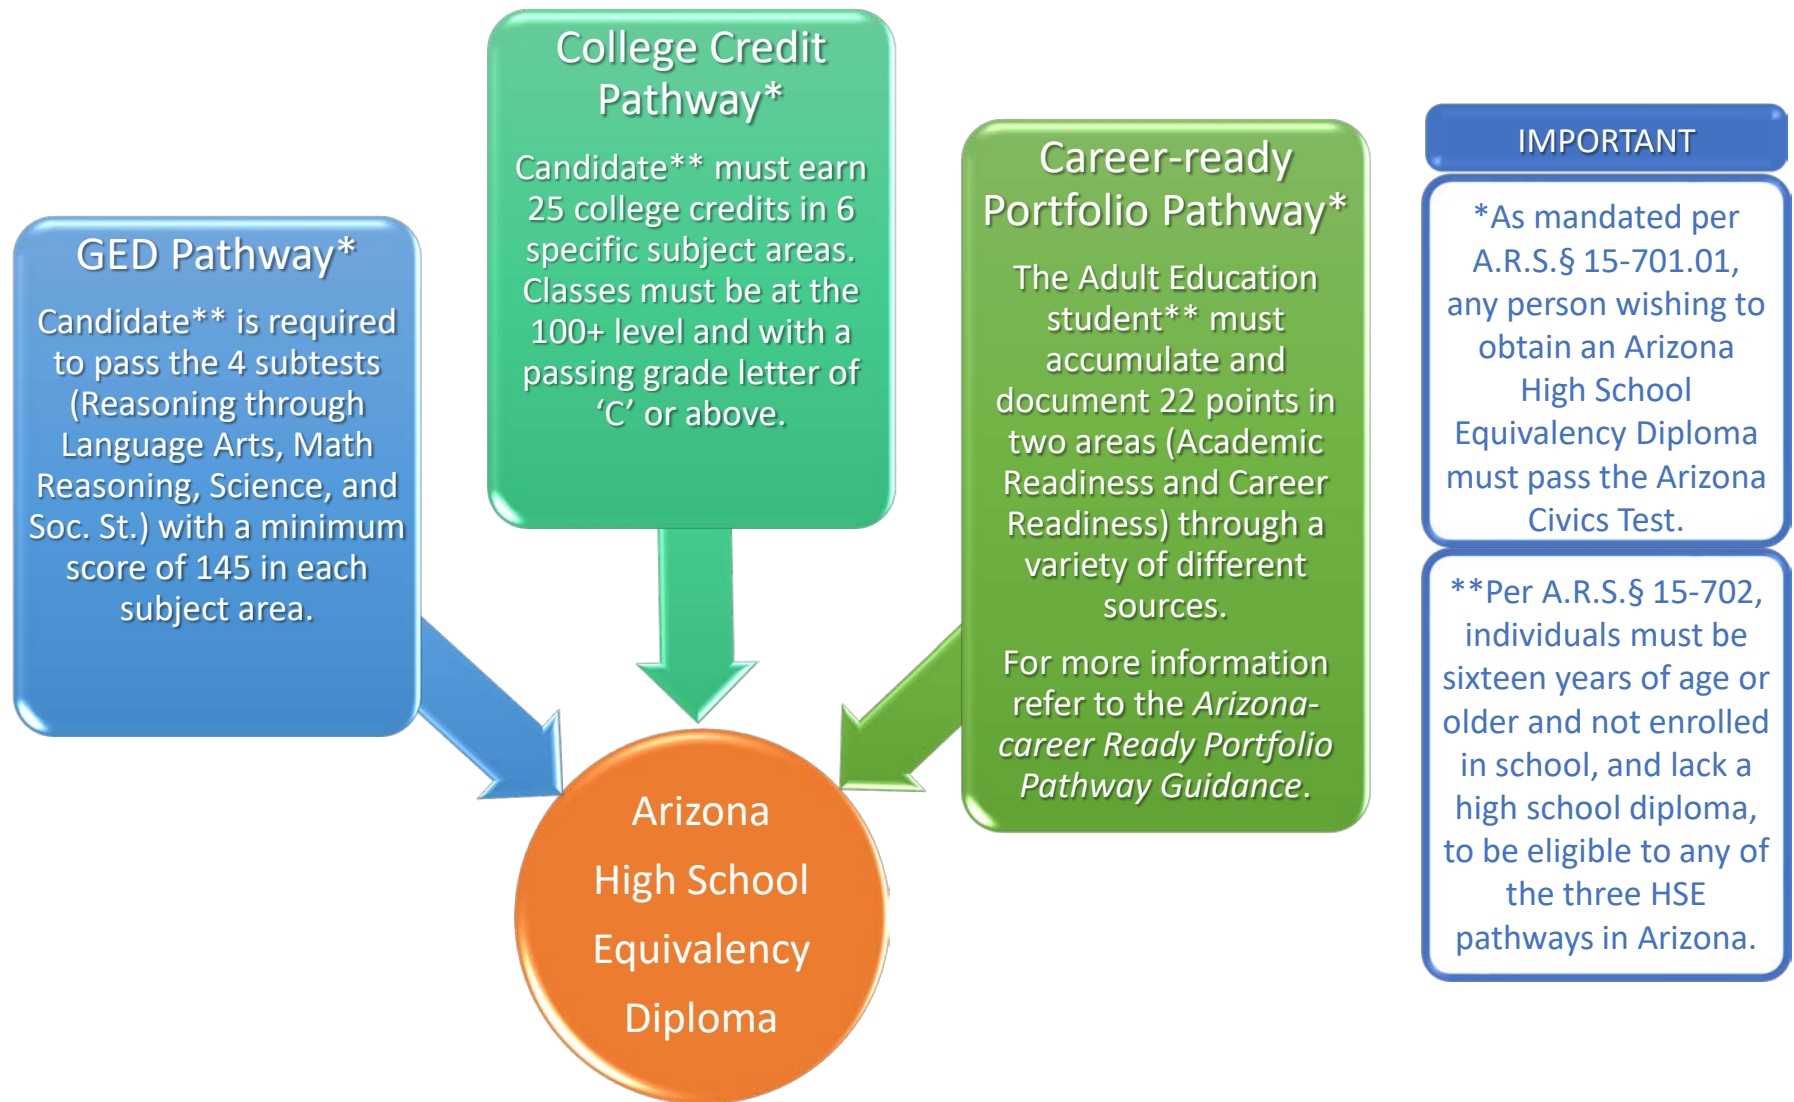 GED Pathway*
Candidate** is required
to pass the 4 subtests
(Reasoning through
Language Arts, Math
Reasoning, Science, and
Soc. St.) with a minimum
score of 145 in each
subject area.
College Credit
Pathway*
Candidate** must earn
25 college credits in 6
specific subject areas.
Classes must be at the
100+ level and with a
passing grade letter of
‘C’ or above.
Career-ready
Portfolio Pathway*
The Adult Education
student** must
accumulate and
document 22 points in
two areas (Academic
Readiness and Career
Readiness) through a
variety of different
sources.
For more information
refer to the Arizona-
career Ready Portfolio
Pathway Guidance.
Arizona
High School
Equivalency
Diploma
IMPORTANT
*As mandated per
A.R.S.§ 15-701.01,
any person wishing to
obtain an Arizona
High School
Equivalency Diploma
must pass the Arizona
Civics Test.
**Per A.R.S.§ 15-702,
individuals must be
sixteen years of age or
older and not enrolled
in school, and lack a
high school diploma,
to be eligible to any of
the three HSE
pathways in Arizona.